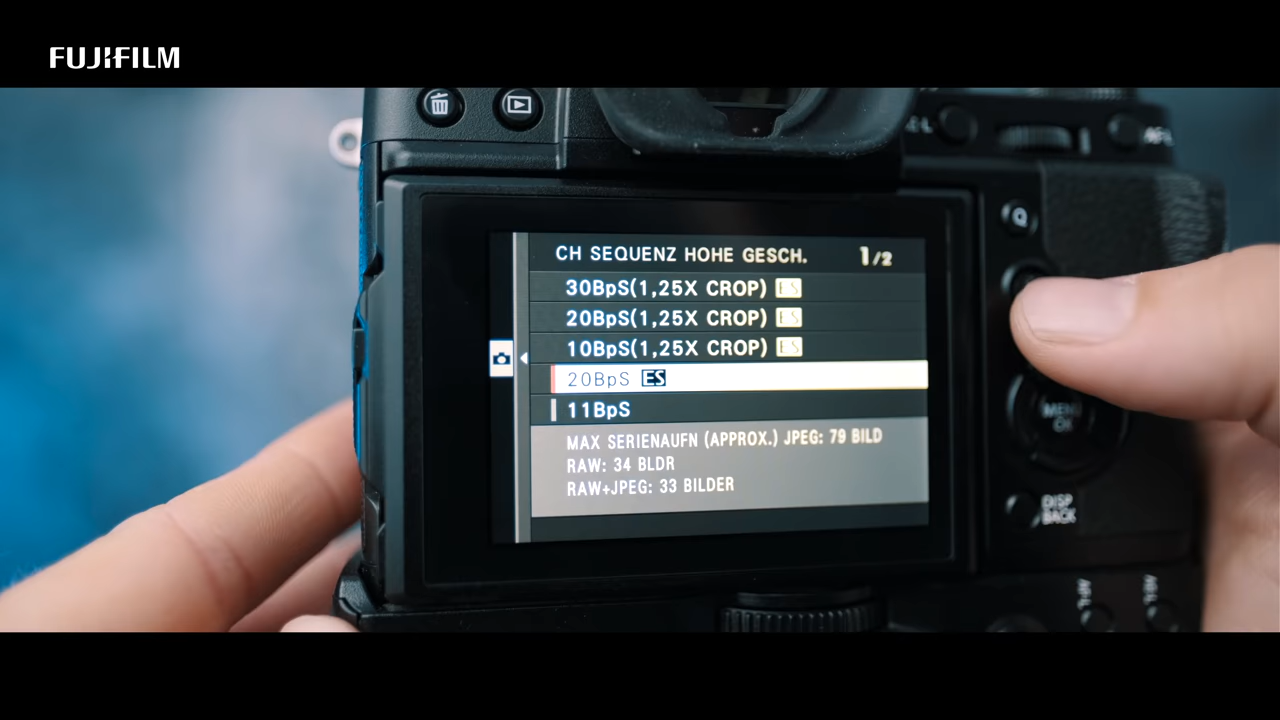 FUJIFILM
CH SEQUENZ HOHE GESCH. 1/2
30BpS(1,25X CROP) ES
20BpS(1,25X CROP) ES
10BpS(1,25X CROP) ES
20BpS ES
11BpS
MAX SERIENAUFN (APPROX.) JPEG: 79 BILD
RAW: 34 BLDR
RAW+JPEG: 33 BILDER
Q
MENU
OK
DISP
BACK